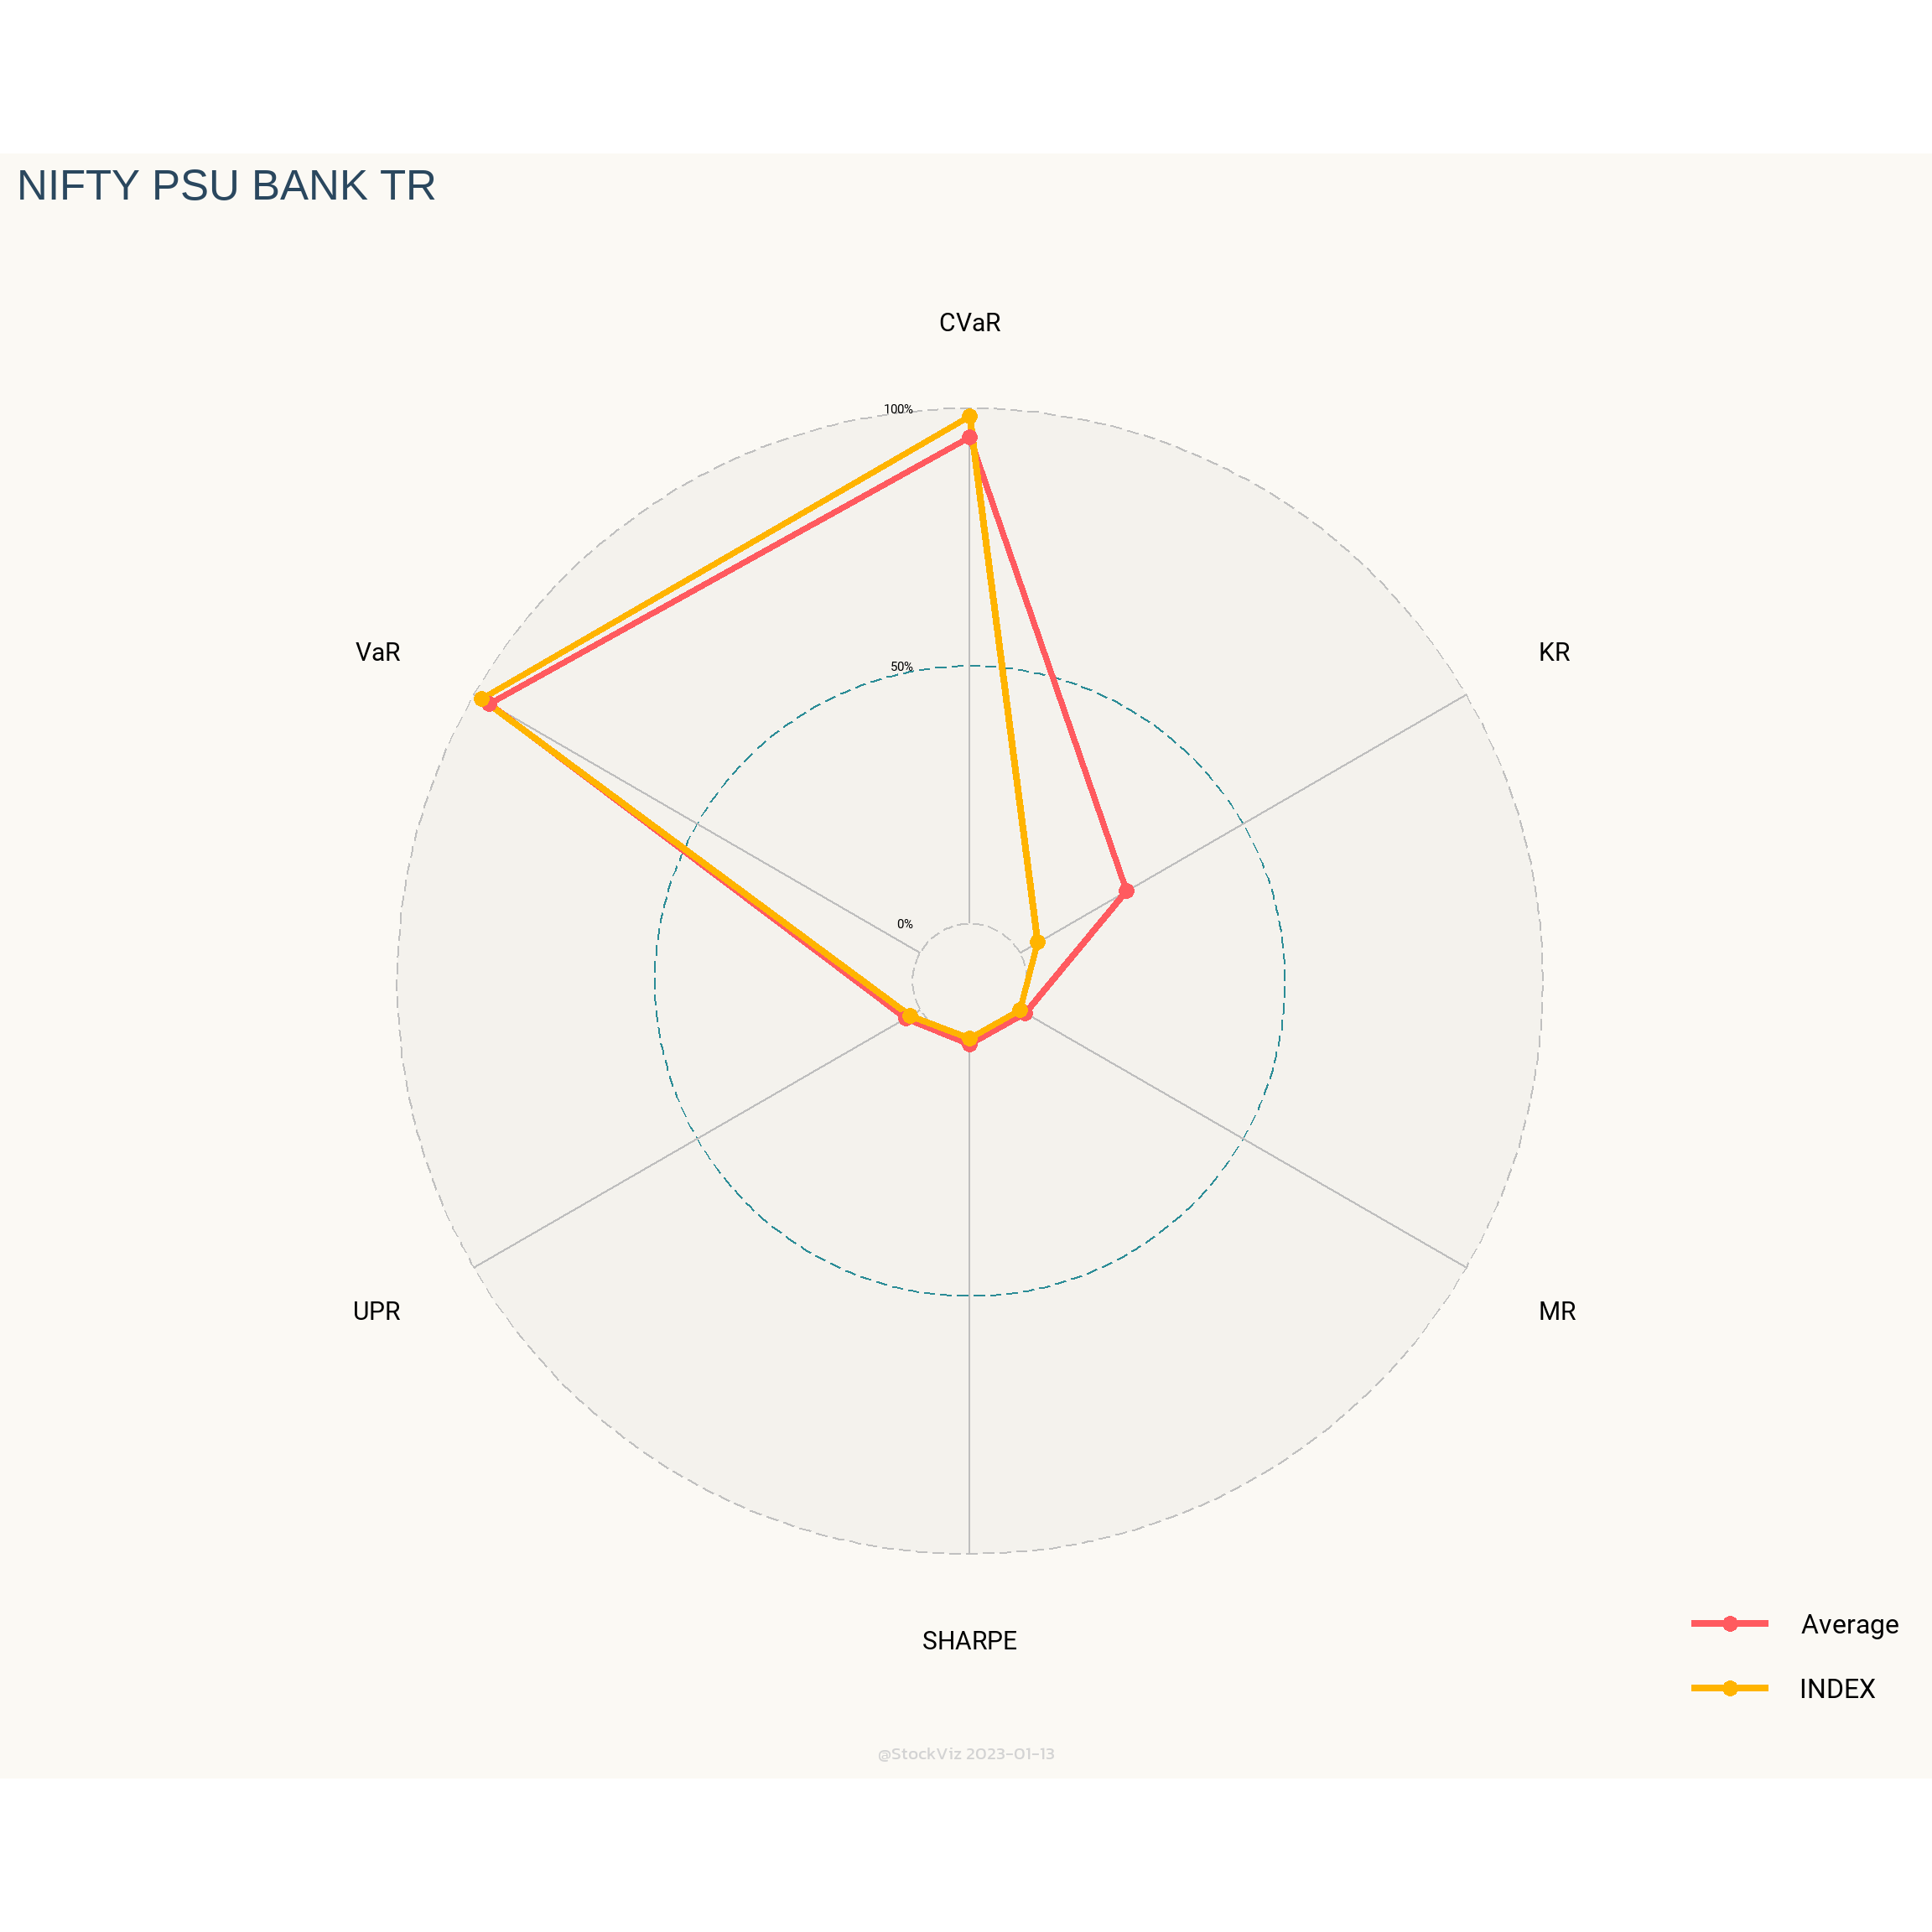 NIFTY PSU BANK TR
CVaR
100%
VaR
KR
50%
0%
UPR
MR
SHARPE
Average
INDEX
@StockViz 2023-01-13